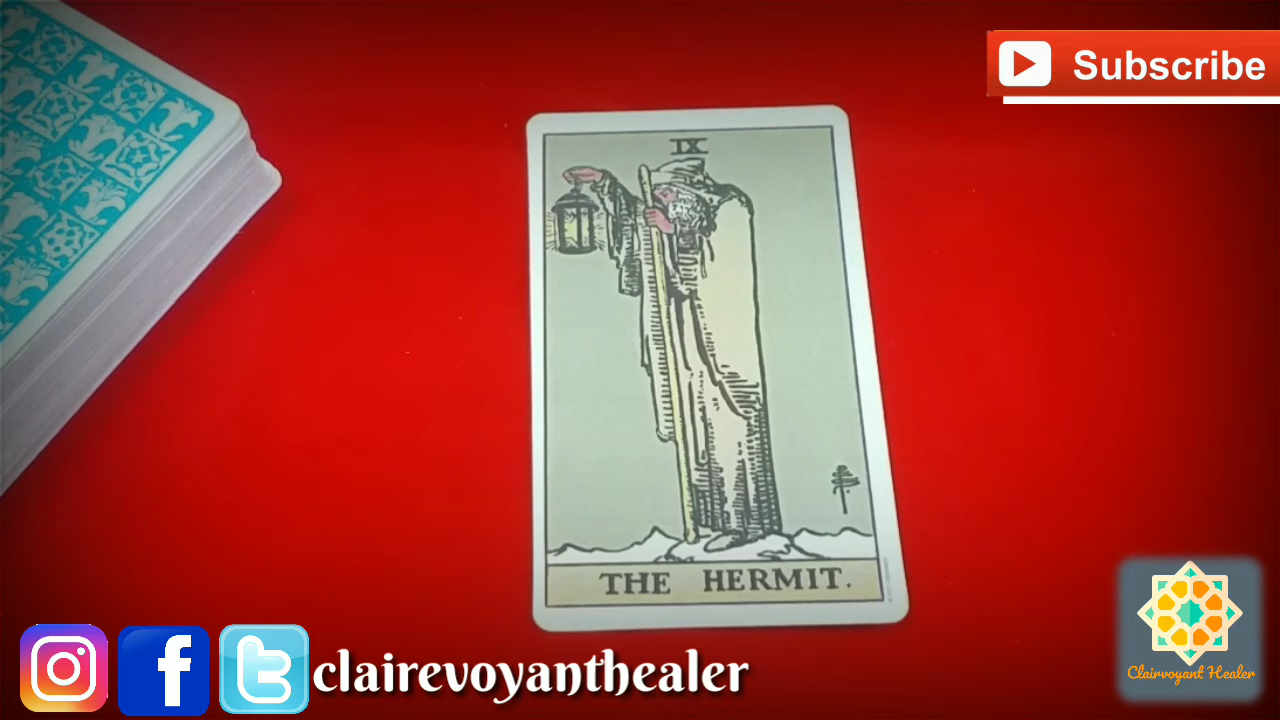 Subscribe
IX
THE HERMIT.
clairevoyanthealer
Clairvoyant Healer